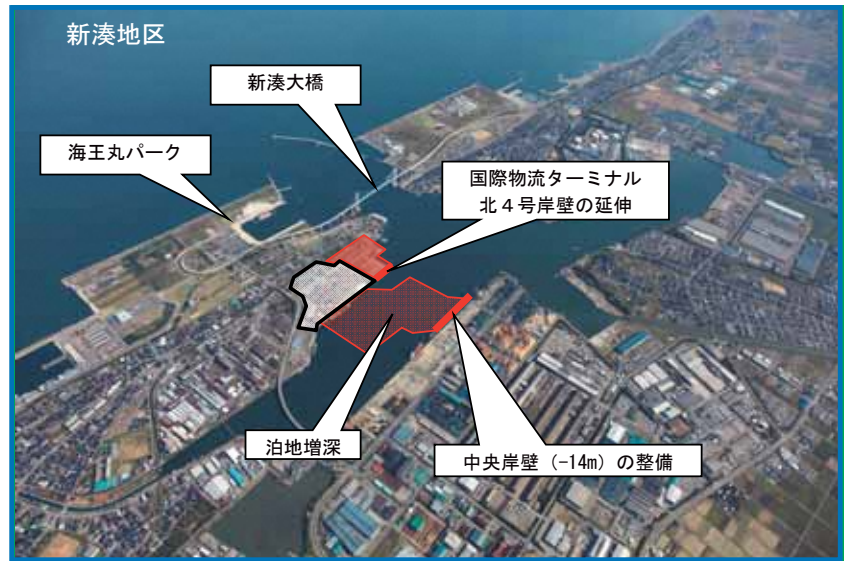 新湊地区
新湊大橋
海王丸パーク
国際物流ターミナル
北４号岸壁の延伸
泊地増深
中央岸壁（-14m）の整備